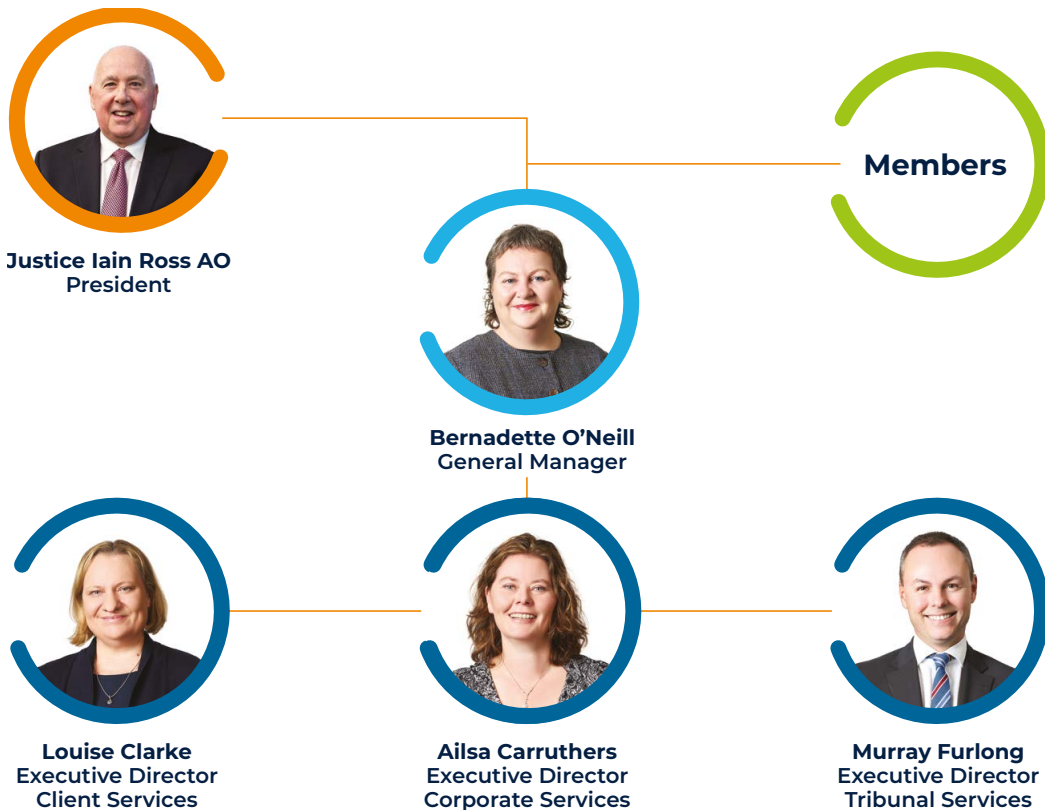 Members
Justice Iain Ross AO
President
Bernadette O’Neill
General Manager
Louise Clarke
Executive Director
Client Services
Ailsa Carruthers
Executive Director
Corporate Services
Murray Furlong
Executive Director
Tribunal Services